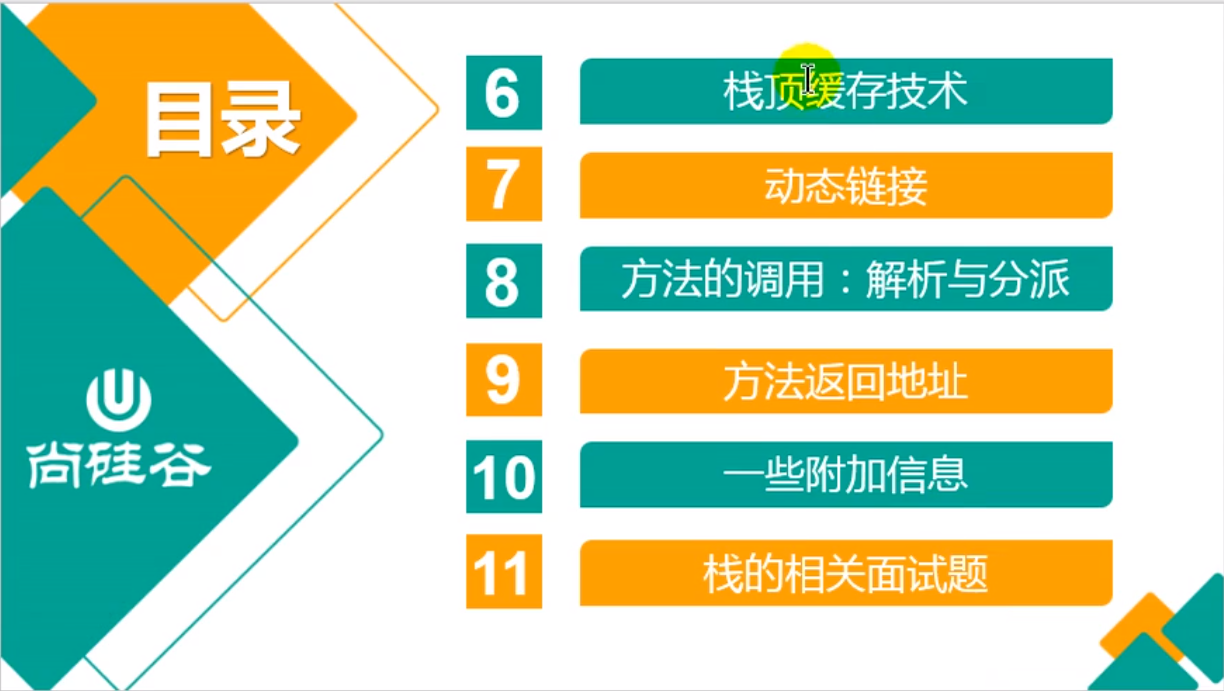 目录
6
栈顶缓存技术
7
动态链接
8
方法的调用：解析与分派
9
方法返回地址
10
一些附加信息
11
栈的相关面试题
尚硅谷